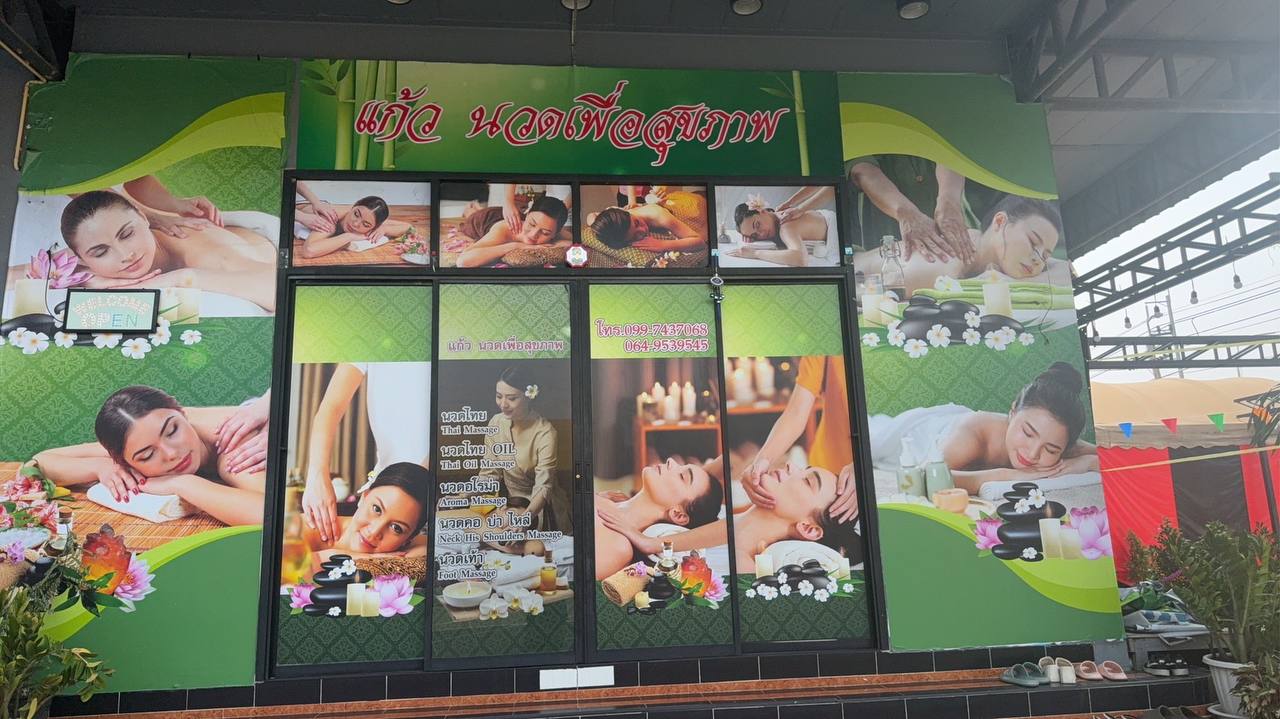 แก้ว นวดเพื่อสุขภาพ
WELCOME
OPEN
แก้ว นวดเพื่อสุขภาพ
โทร.099-7437068
064-9539545
นวดไทย
Thai Massage
นวดไทย OIL
Thai Oil Massage
นวดอโรม่า
Aroma Massage
นวดคอ บ่า ไหล่
Neck His Shoulders Massage
นวดเท้า
Foot Massage